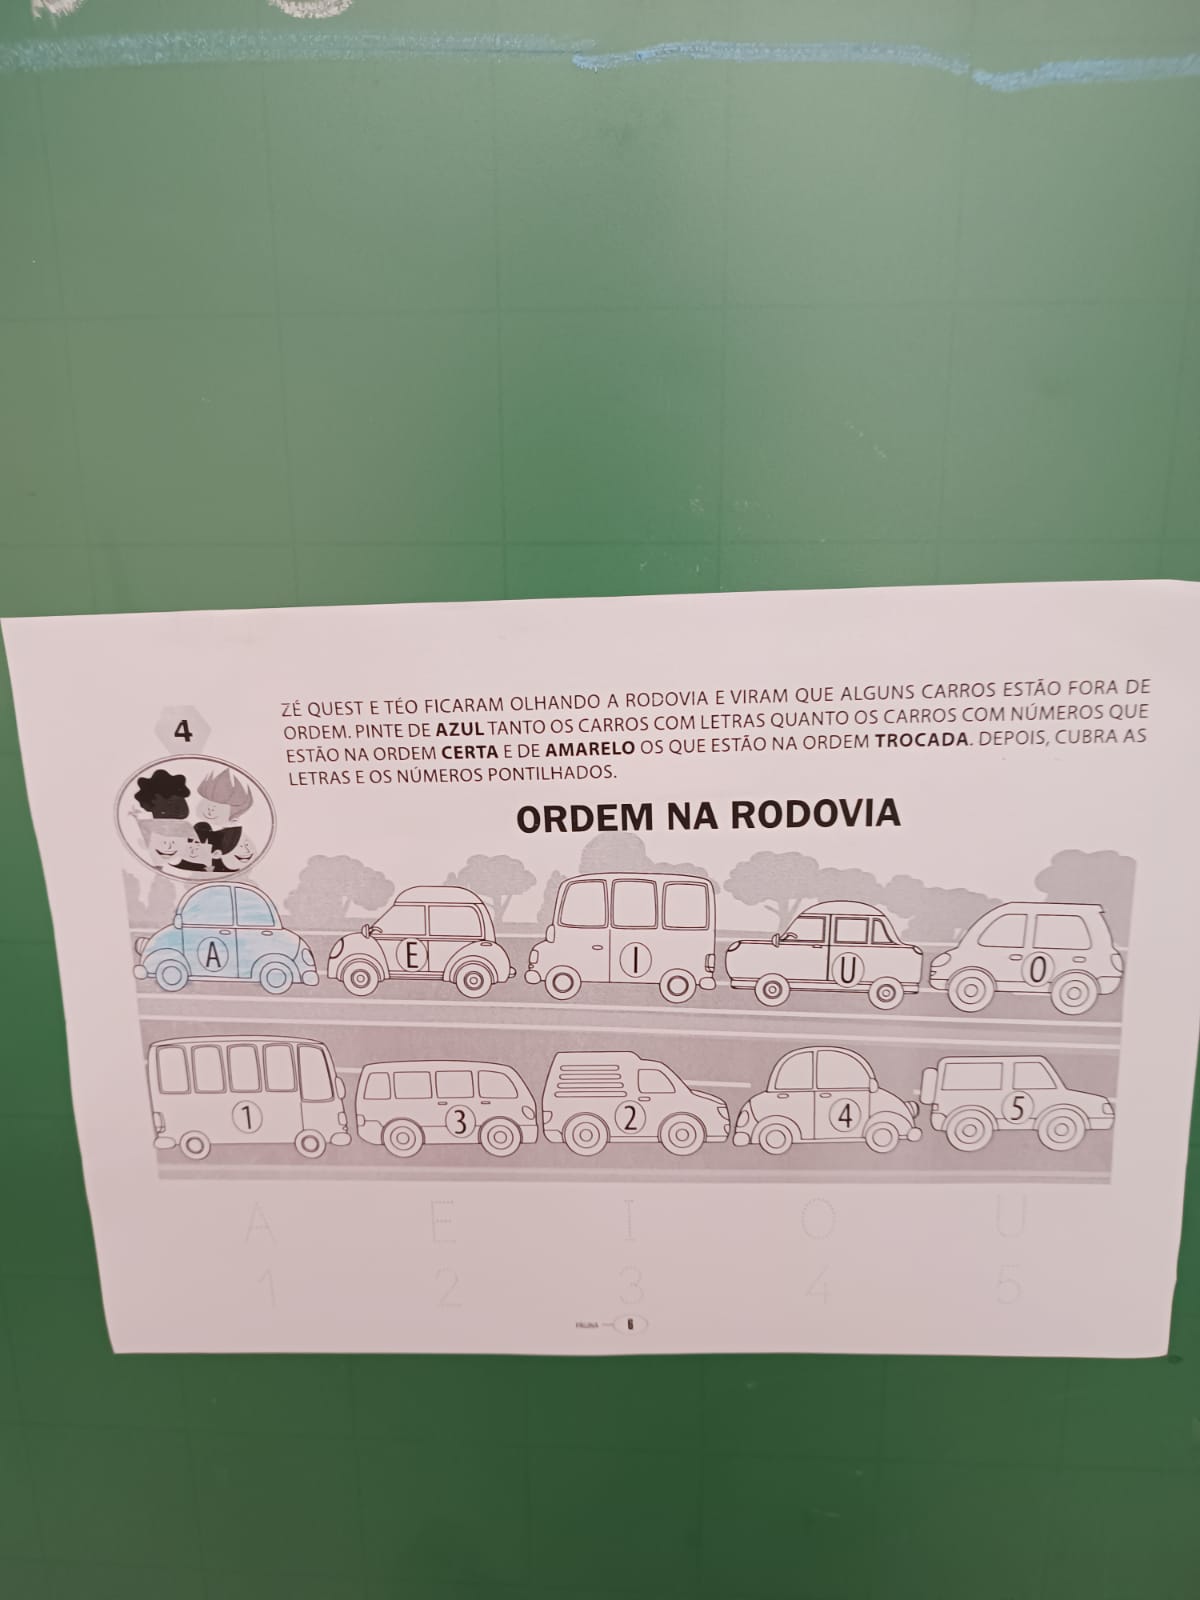 4
ZÉ QUEST E TÉO FICARAM OLHANDO A RODOVIA E VIRAM QUE ALGUNS CARROS ESTÃO FORA DE
ORDEM. PINTE DE AZUL TANTO OS CARROS COM LETRAS QUANTO OS CARROS COM NÚMEROS QUE
ESTÃO NA ORDEM CERTA E DE AMARELO OS QUE ESTÃO NA ORDEM TROCADA. DEPOIS, CUBRA AS
LETRAS E OS NÚMEROS PONTILHADOS.
ORDEM NA RODOVIA
A E I U O
1 3 2 4 5
A E I O U
1 2 3 4 5
PÁGINA 6